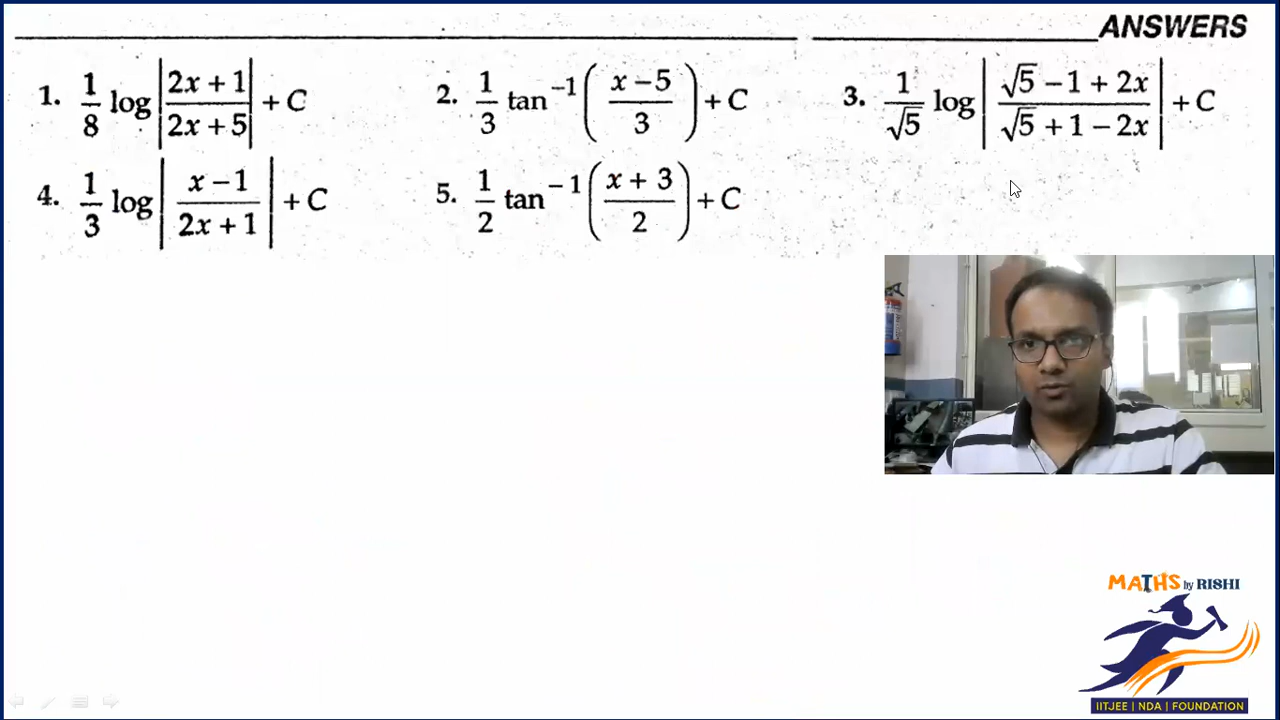 ANSWERS
1. 1/8 log |2x + 1 / 2x + 5| + C
2. 1/3 tan⁻¹ (x − 5 / 3) + C
3. 1/√5 log |√5 − 1 + 2x / √5 + 1 − 2x| + C
4. 1/3 log |x − 1 / 2x + 1| + C
5. 1/2 tan⁻¹ (x + 3 / 2) + C
MATHS by RISHI
IITJEE | NDA | FOUNDATION